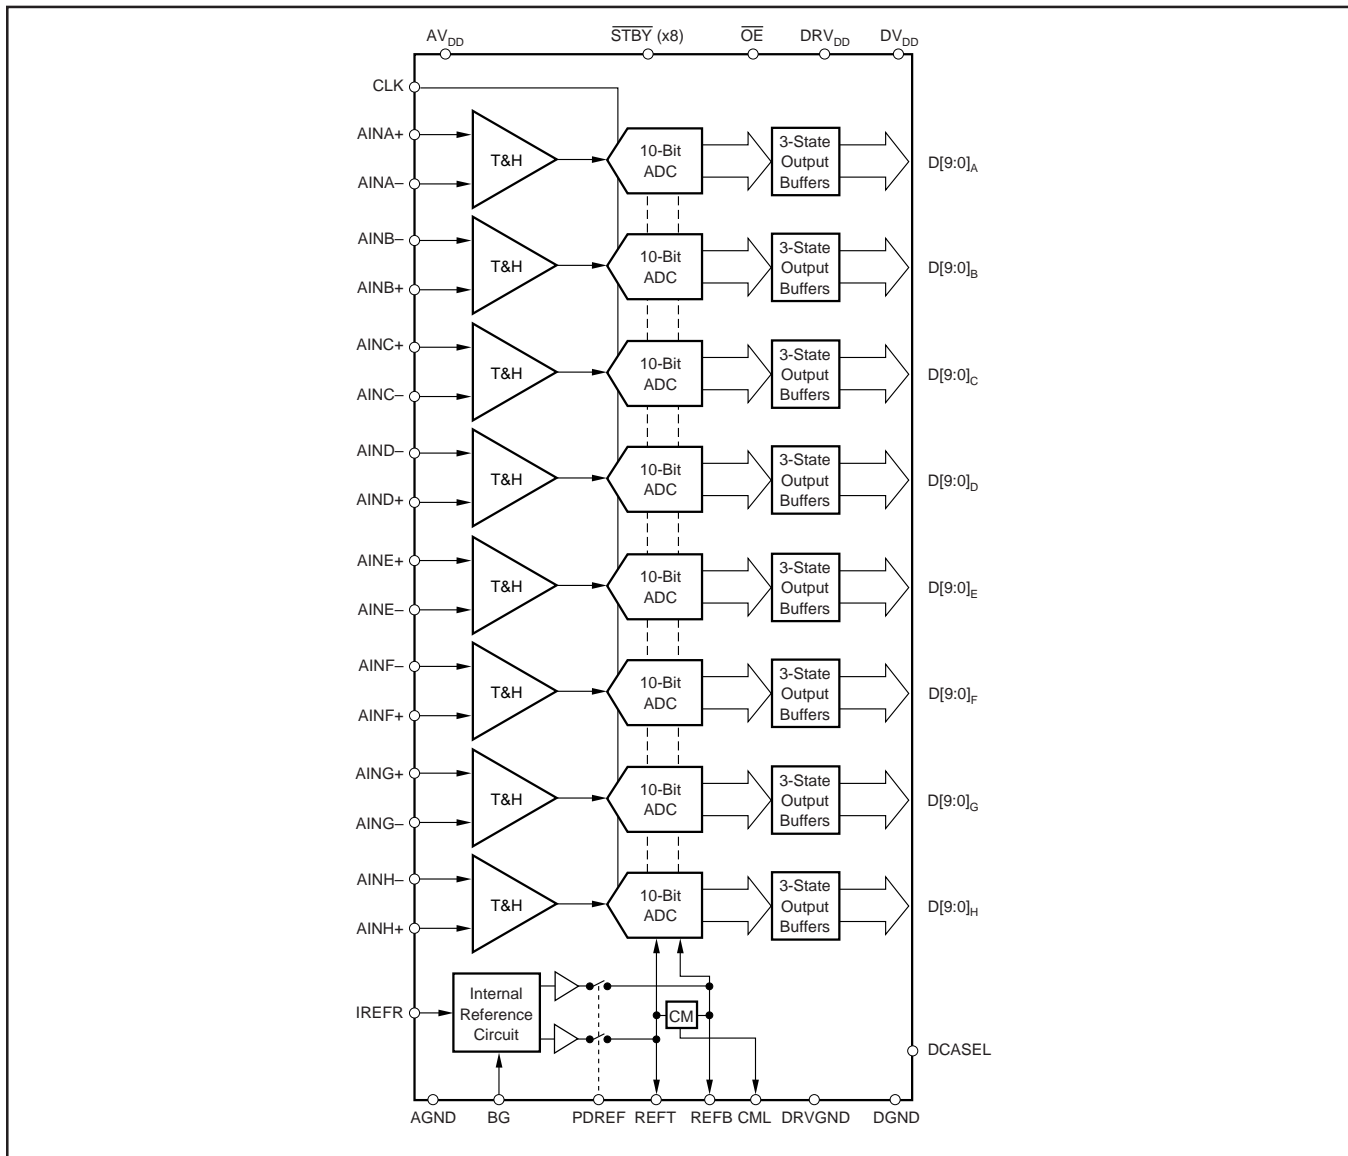 AVDD S̅T̅B̅Y̅ (x8) O̅E̅ DRVDD DVDD
CLK
AINA+
T&H
10-Bit
ADC
3-State
Output
Buffers
D[9:0]A
AINA–
AINB–
T&H
10-Bit
ADC
3-State
Output
Buffers
D[9:0]B
AINB+
AINC+
T&H
10-Bit
ADC
3-State
Output
Buffers
D[9:0]C
AINC–
AIND–
T&H
10-Bit
ADC
3-State
Output
Buffers
D[9:0]D
AIND+
AINE+
T&H
10-Bit
ADC
3-State
Output
Buffers
D[9:0]E
AINE–
AINF–
T&H
10-Bit
ADC
3-State
Output
Buffers
D[9:0]F
AINF+
AING+
T&H
10-Bit
ADC
3-State
Output
Buffers
D[9:0]G
AING–
AINH–
T&H
10-Bit
ADC
3-State
Output
Buffers
D[9:0]H
AINH+
IREFR
Internal
Reference
Circuit
CM
DCASEL
AGND BG PDREF REFT REFB CML DRVGND DGND